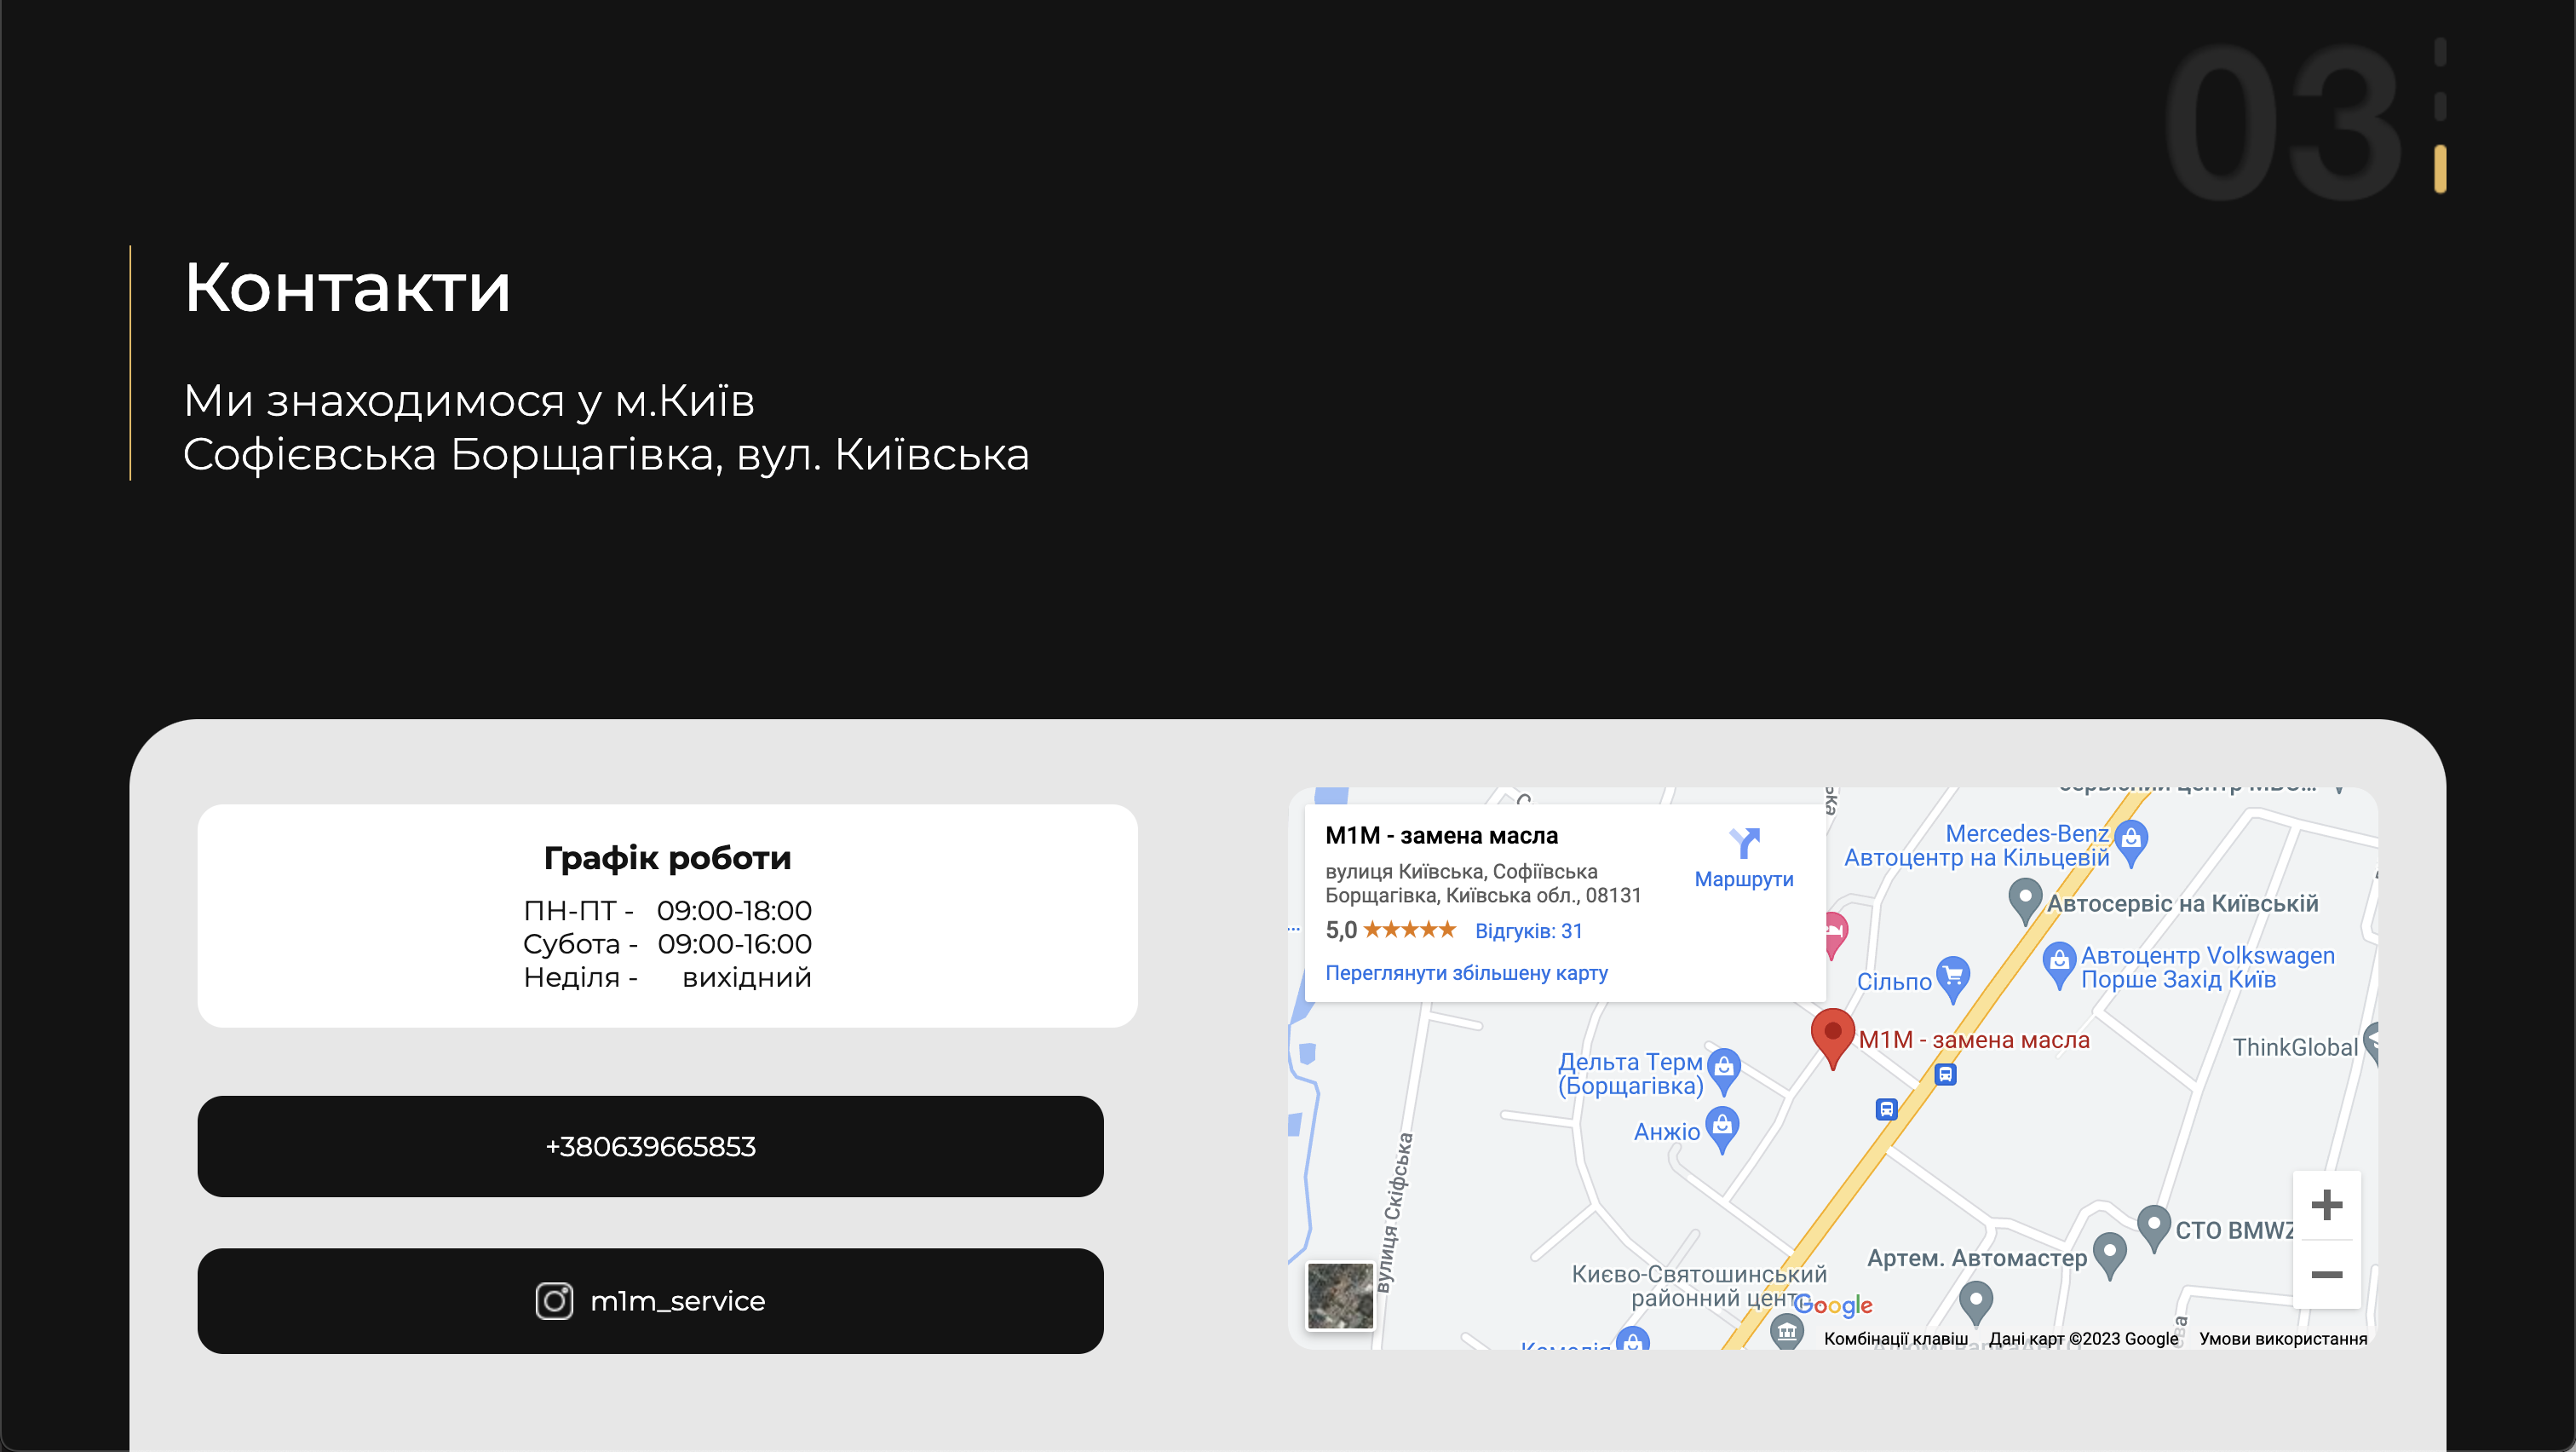 03
Контакти
Ми знаходимося у м.Київ
Софієвська Борщагівка, вул. Київська
Графік роботи
ПН-ПТ - 09:00-18:00
Субота - 09:00-16:00
Неділя - вихідний
+380639665853
m1m_service
М1М - замена масла
вулиця Київська, Софіївська
Борщагівка, Київська обл., 08131
5,0 ★★★★★ Відгуків: 31
Переглянути збільшену карту
Маршрути
Mercedes-Benz
Автоцентр на Кільцевій
Автосервіс на Київській
Автоцентр Volkswagen
Порше Захід Київ
Сільпо
М1М - замена масла
ThinkGlobal
Дельта Терм
(Борщагівка)
Анжіо
вулиця Скіфська
СТО BMWZ
Артем. Автомастер
Києво-Святошинський
районний центр
Google
Комбінації клавіш
Дані карт ©2023 Google
Умови використання